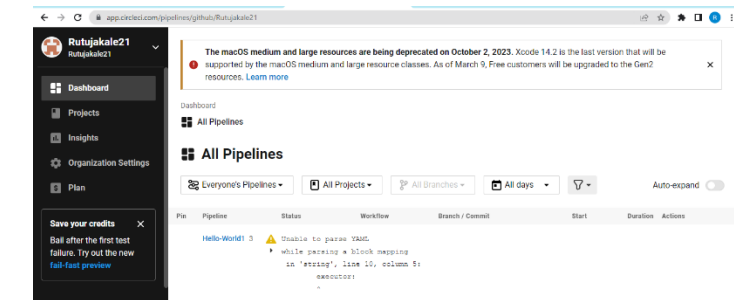 app.circleci.com/pipelines/github/Rutujakale21
Rutujakale21
Rutujakale21
Dashboard
Projects
Insights
Organization Settings
Plan
Save your credits
Bail after the first test
failure. Try out the new
fail-fast preview
The macOS medium and large resources are being deprecated on October 2, 2023. Xcode 14.2 is the last version that will be
supported by the macOS medium and large resource classes. As of March 9, Free customers will be upgraded to the Gen2
resources. Learn more
Dashboard
All Pipelines
All Pipelines
Everyone's Pipelines All Projects All Branches All days Auto-expand
Pin Pipeline Status Workflow Branch / Commit Start Duration Actions
Hello-World1 3 Unable to parse YAML
while parsing a block mapping
in 'string', line 10, column 5:
executor:
^